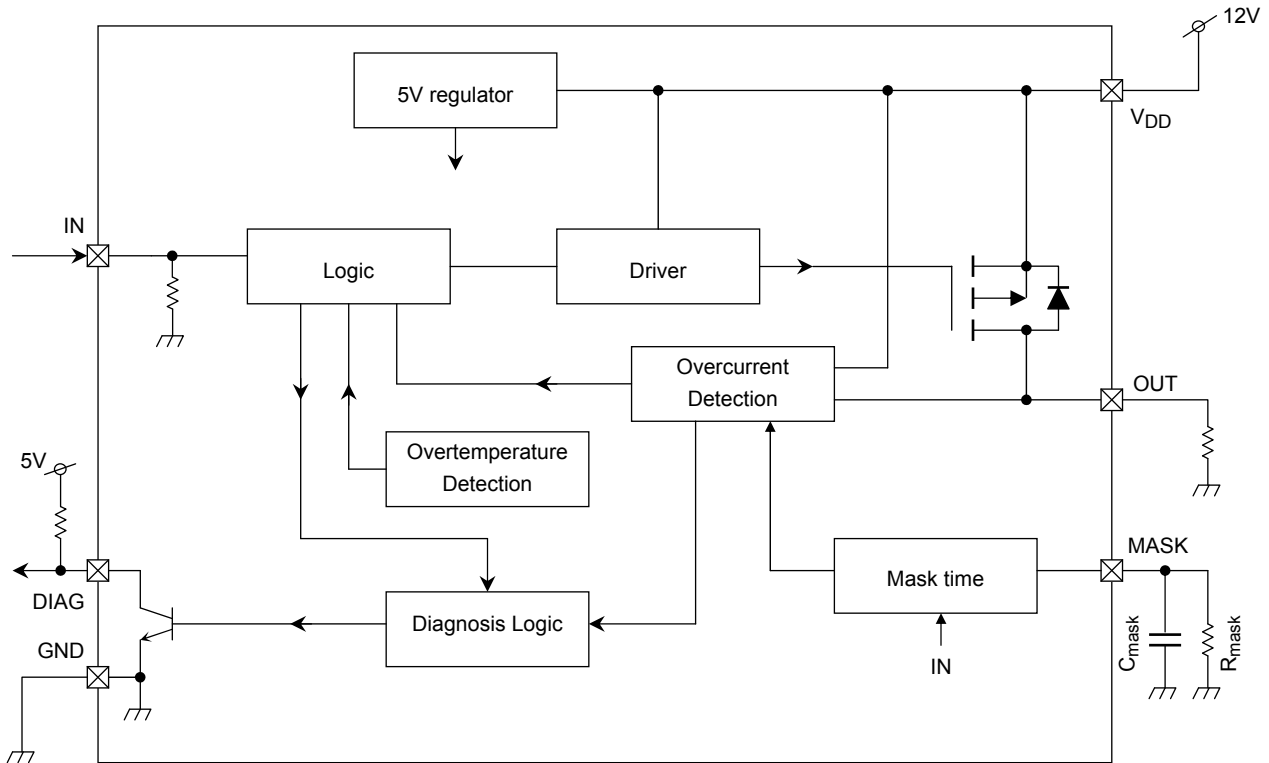 12V
5V regulator
VDD
IN
Logic
Driver
Overcurrent
Detection
OUT
5V
Overtemperature
Detection
MASK
Mask time
DIAG
Diagnosis Logic
GND
IN
Cmask
Rmask